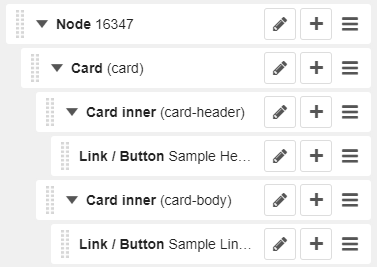 Node 16347
Card (card)
Card inner (card-header)
Link / Button Sample He...
Card inner (card-body)
Link / Button Sample Lin...